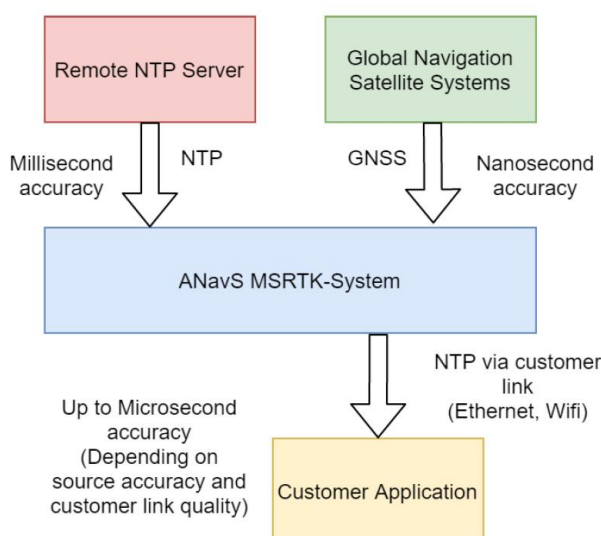 Remote NTP Server
Global Navigation
Satellite Systems
Millisecond
accuracy
NTP
GNSS
Nanosecond
accuracy
ANavS MSRTK-System
NTP via customer
link
(Ethernet, Wifi)
Up to Microsecond
accuracy
(Depending on
source accuracy and
customer link quality)
Customer Application